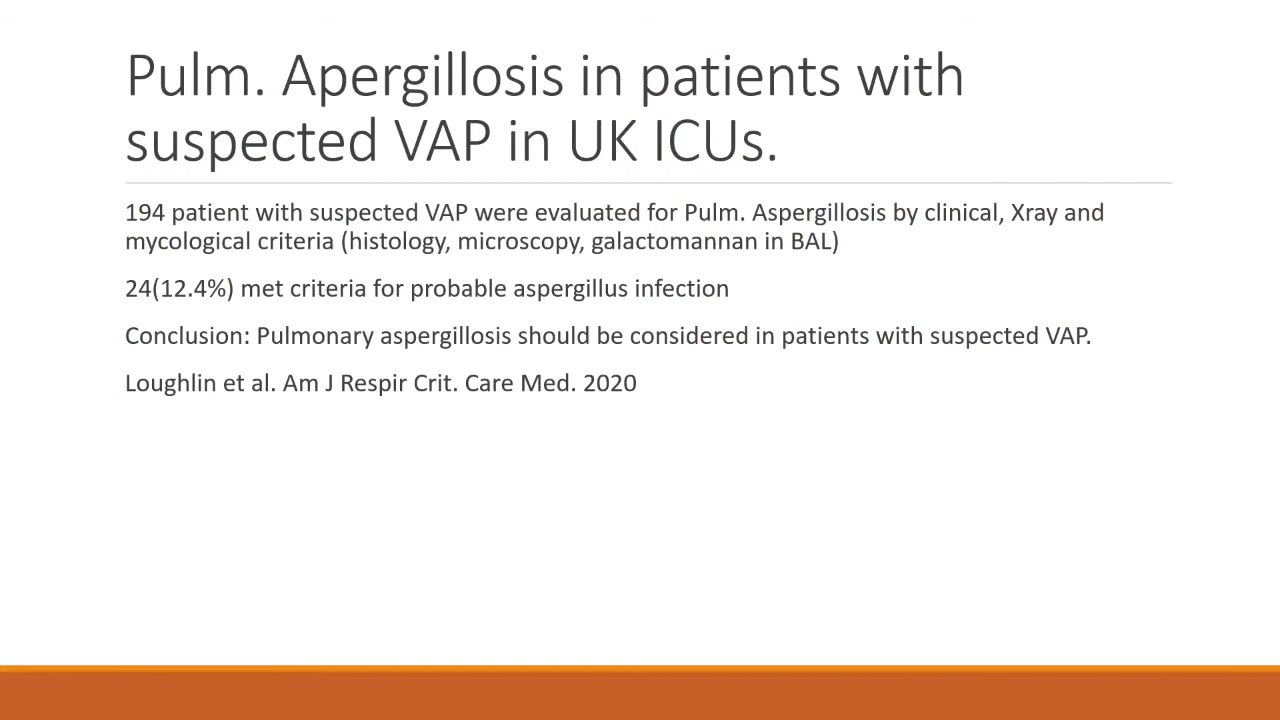 Pulm. Apergillosis in patients with
suspected VAP in UK ICUs.
194 patient with suspected VAP were evaluated for Pulm. Aspergillosis by clinical, Xray and
mycological criteria (histology, microscopy, galactomannan in BAL)
24(12.4%) met criteria for probable aspergillus infection
Conclusion: Pulmonary aspergillosis should be considered in patients with suspected VAP.
Loughlin et al. Am J Respir Crit. Care Med. 2020